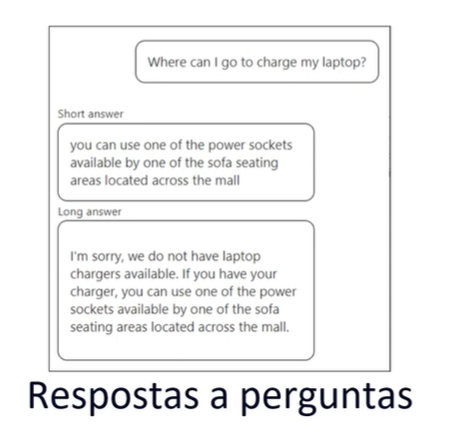 Where can I go to charge my laptop?
Short answer
you can use one of the power sockets
available by one of the sofa seating
areas located across the mall
Long answer
I'm sorry, we do not have laptop
chargers available. If you have your
charger, you can use one of the power
sockets available by one of the sofa
seating areas located across the mall.
Respostas a perguntas